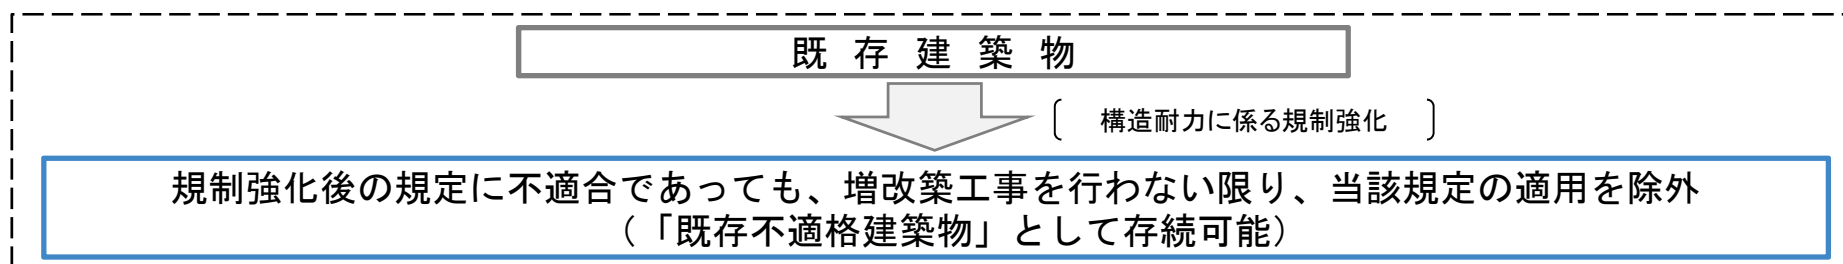 既存建築物
〔 構造耐力に係る規制強化 〕
規制強化後の規定に不適合であっても、増改築工事を行わない限り、当該規定の適用を除外
（「既存不適格建築物」として存続可能）